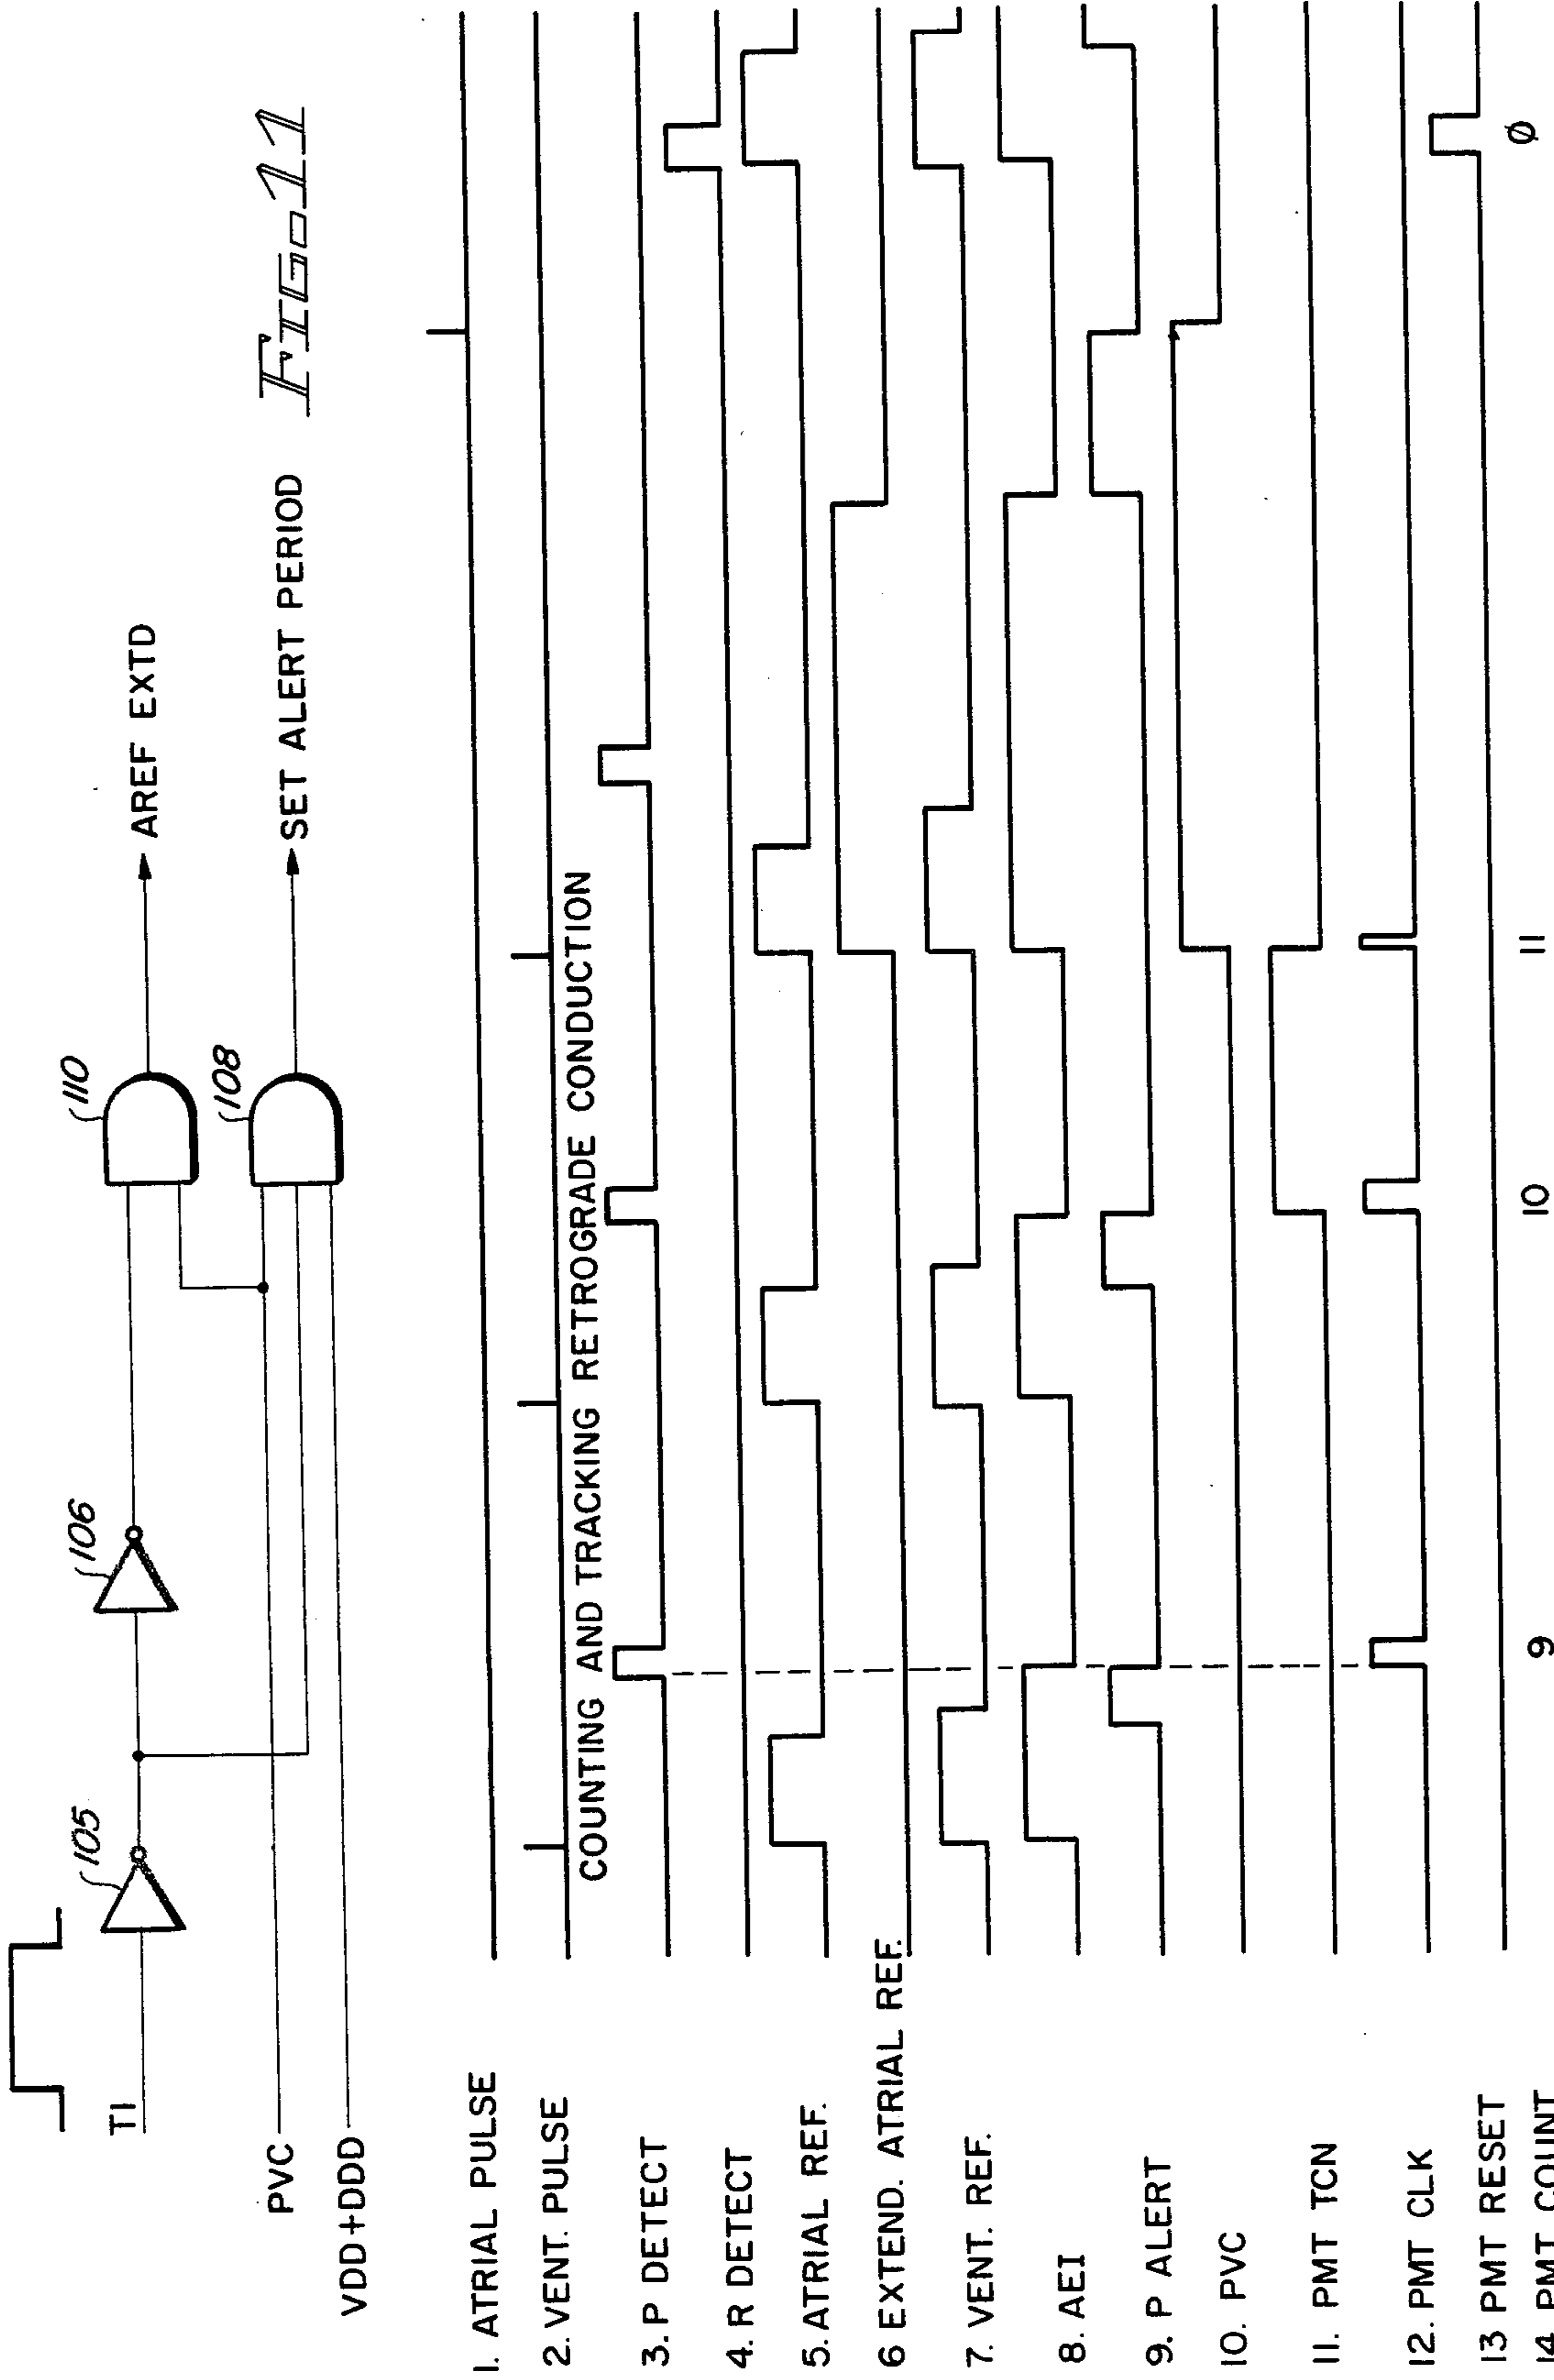 Fig.11
T1
105
106
110
AREF EXTD
PVC
108
SET ALERT PERIOD
VDD+DDD
1. ATRIAL PULSE
2. VENT. PULSE
COUNTING AND TRACKING RETROGRADE CONDUCTION
3. P DETECT
4. R DETECT
5. ATRIAL REF.
6 EXTEND. ATRIAL REF.
7. VENT. REF.
8. AEI
9. P ALERT
10. PVC
11. PMT TCN
12. PMT CLK
13 PMT RESET
14 PMT COUNT
9 10 11 Ø